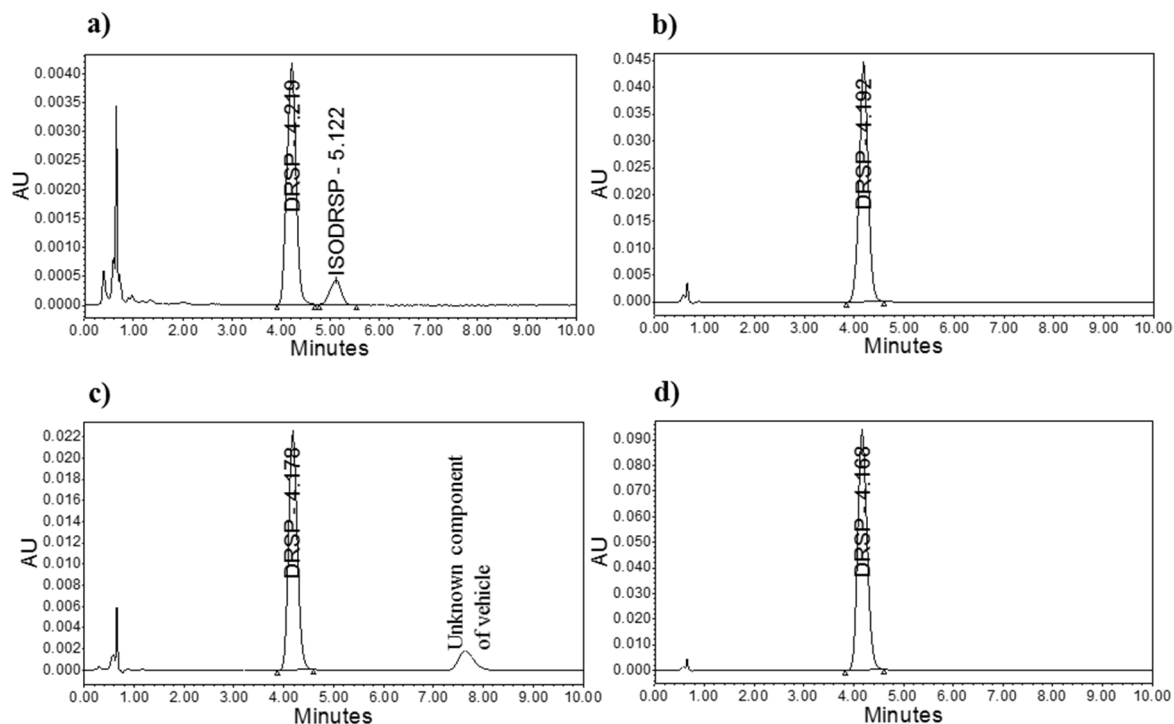 a)
0.0040
0.0035
0.0030
0.0025
0.0020
0.0015
0.0010
0.0005
0.0000
AU
DRSP - 4.219
ISODRSP - 5.122
0.00 1.00 2.00 3.00 4.00 5.00 6.00 7.00 8.00 9.00 10.00
Minutes
b)
0.045
0.040
0.035
0.030
0.025
0.020
0.015
0.010
0.005
0.000
AU
DRSP - 4.192
0.00 1.00 2.00 3.00 4.00 5.00 6.00 7.00 8.00 9.00 10.00
Minutes
c)
0.022
0.020
0.018
0.016
0.014
0.012
0.010
0.008
0.006
0.004
0.002
0.000
AU
DRSP - 4.178
Unknown component
of vehicle
0.00 1.00 2.00 3.00 4.00 5.00 6.00 7.00 8.00 9.00 10.00
Minutes
d)
0.090
0.080
0.070
0.060
0.050
0.040
0.030
0.020
0.010
0.000
AU
DRSP - 4.168
0.00 1.00 2.00 3.00 4.00 5.00 6.00 7.00 8.00 9.00 10.00
Minutes